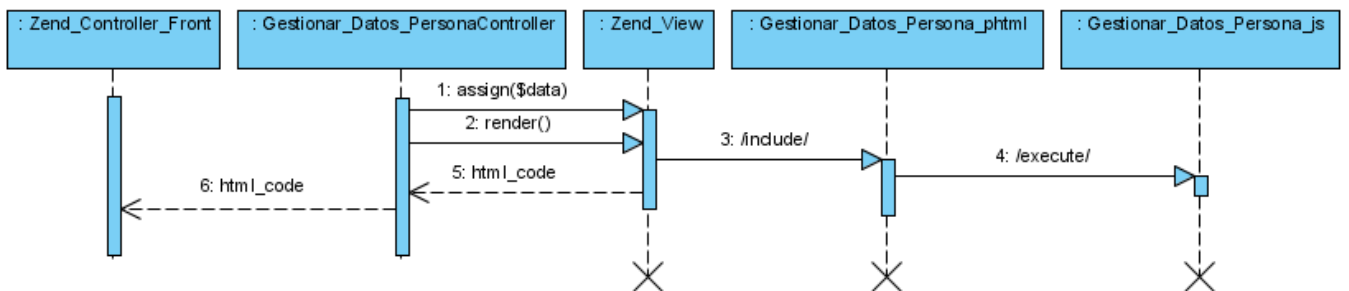 : Zend_Controller_Front
: Gestionar_Datos_PersonaController
: Zend_View
: Gestionar_Datos_Persona_phtml
: Gestionar_Datos_Persona_js
1: assign($data)
2: render()
3: /include/
4: /execute/
5: html_code
6: html_code